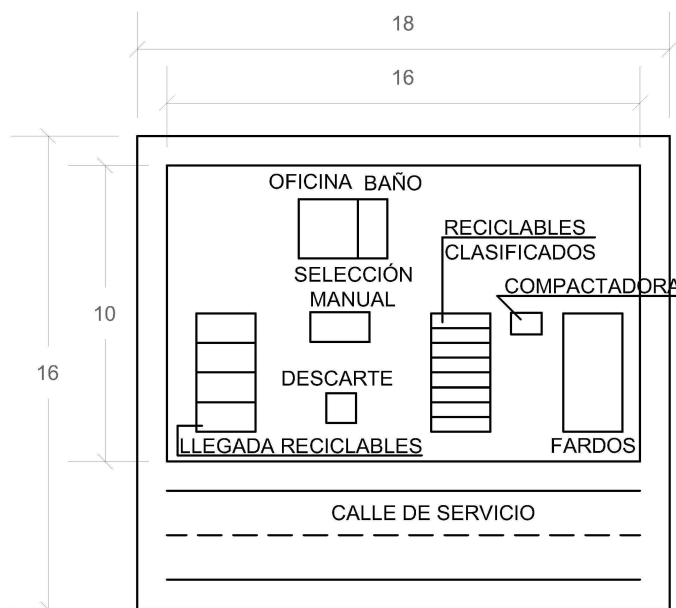 18
16
OFICINA BAÑO
RECICLABLES
CLASIFICADOS
SELECCIÓN
MANUAL
COMPACTADORA
10
16
DESCARTE
LLEGADA RECICLABLES
FARDOS
CALLE DE SERVICIO